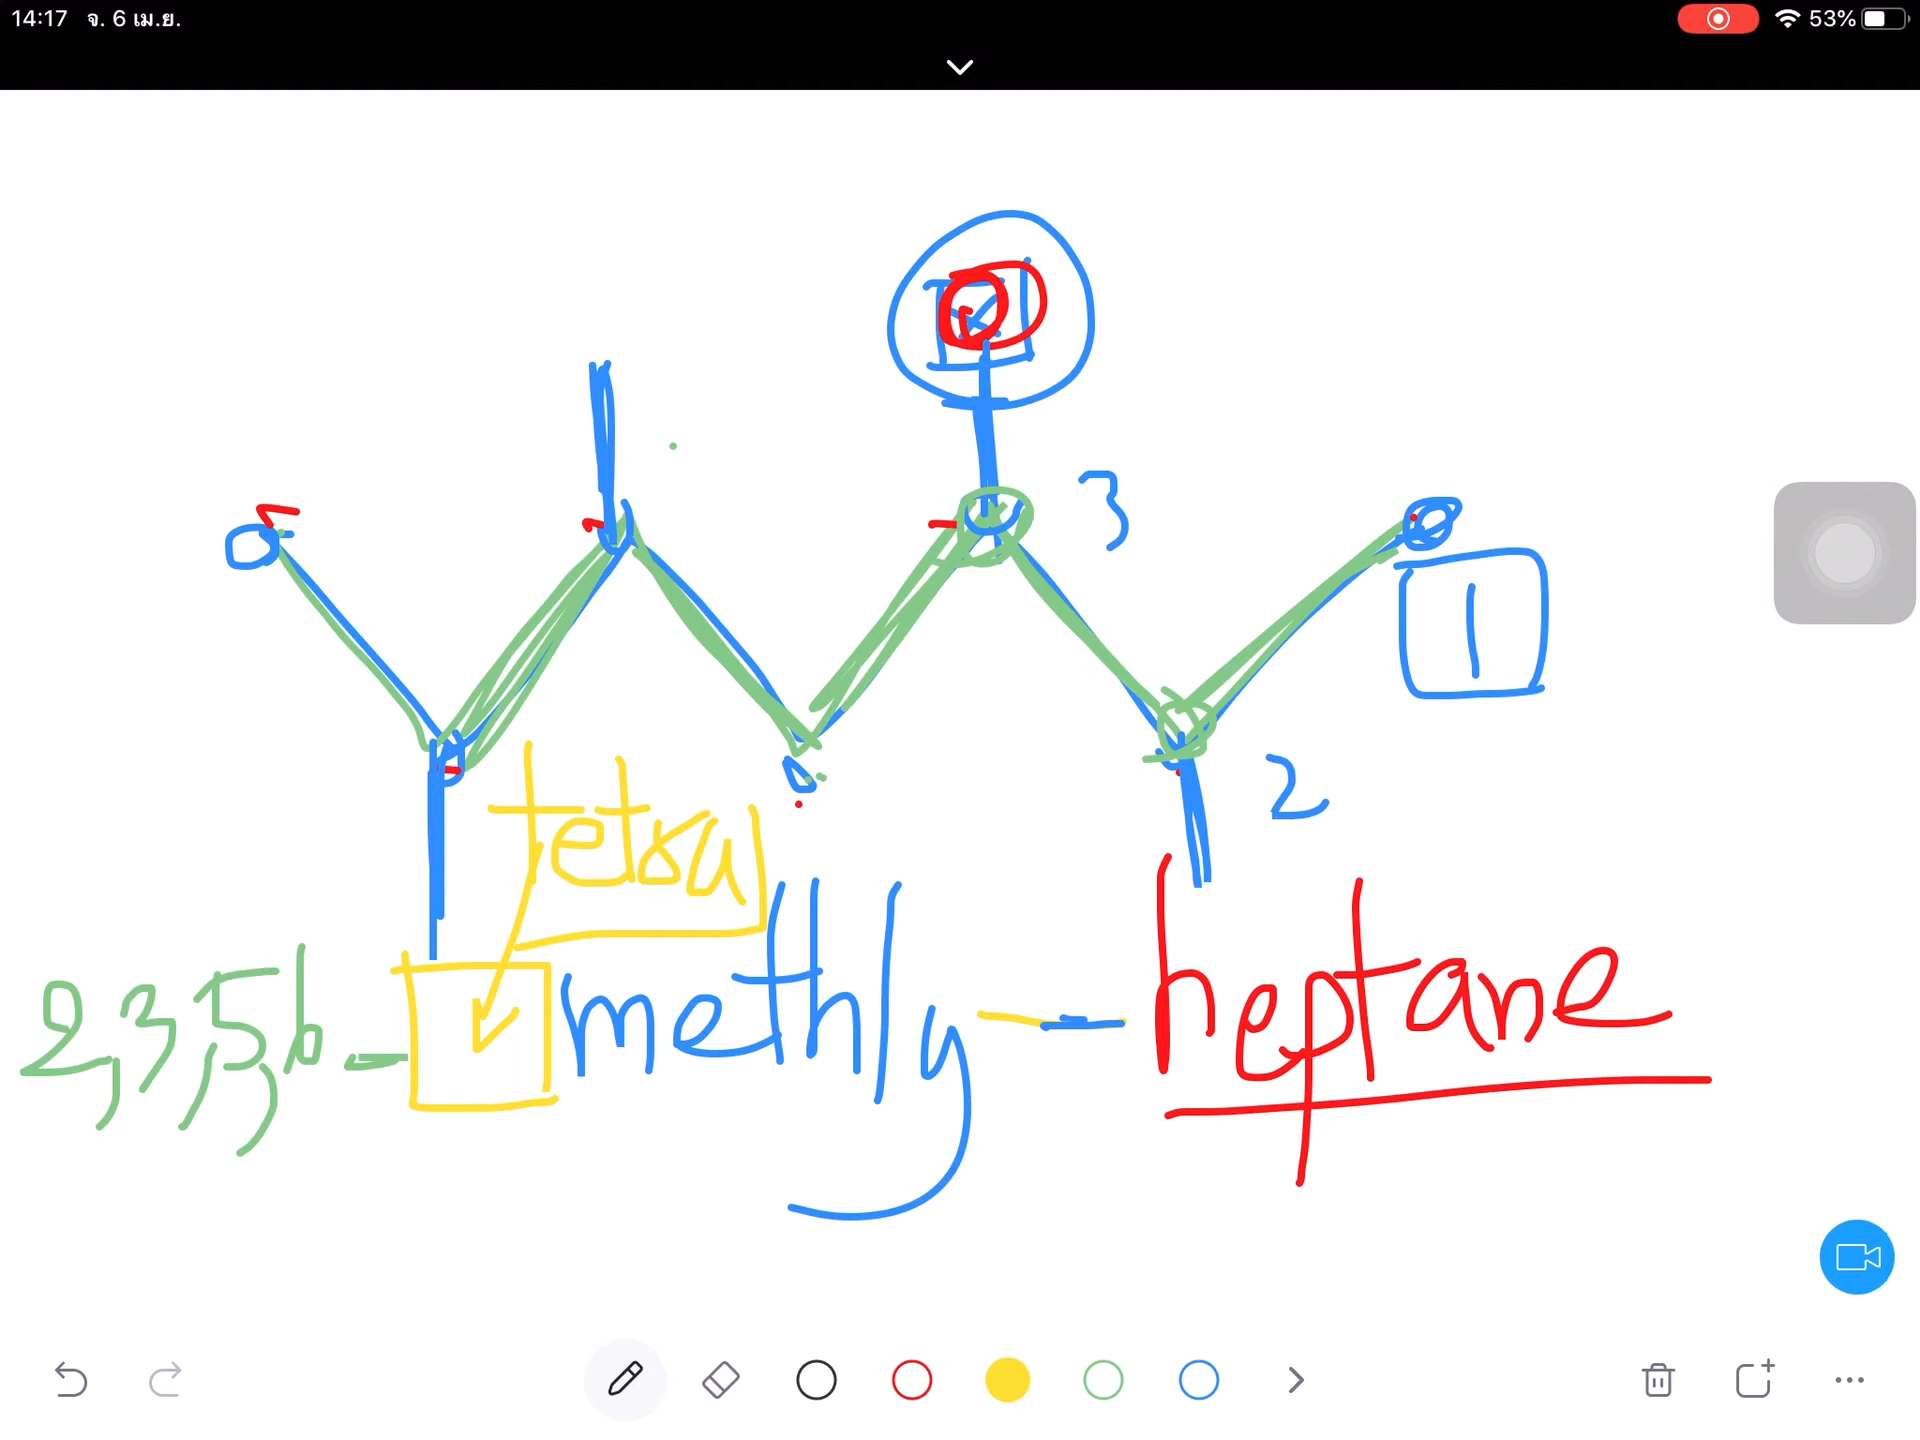 14:17 จ. 6 เม.ย. 53%
3
1
2
tetra
2,3,5,6-methly-heptane